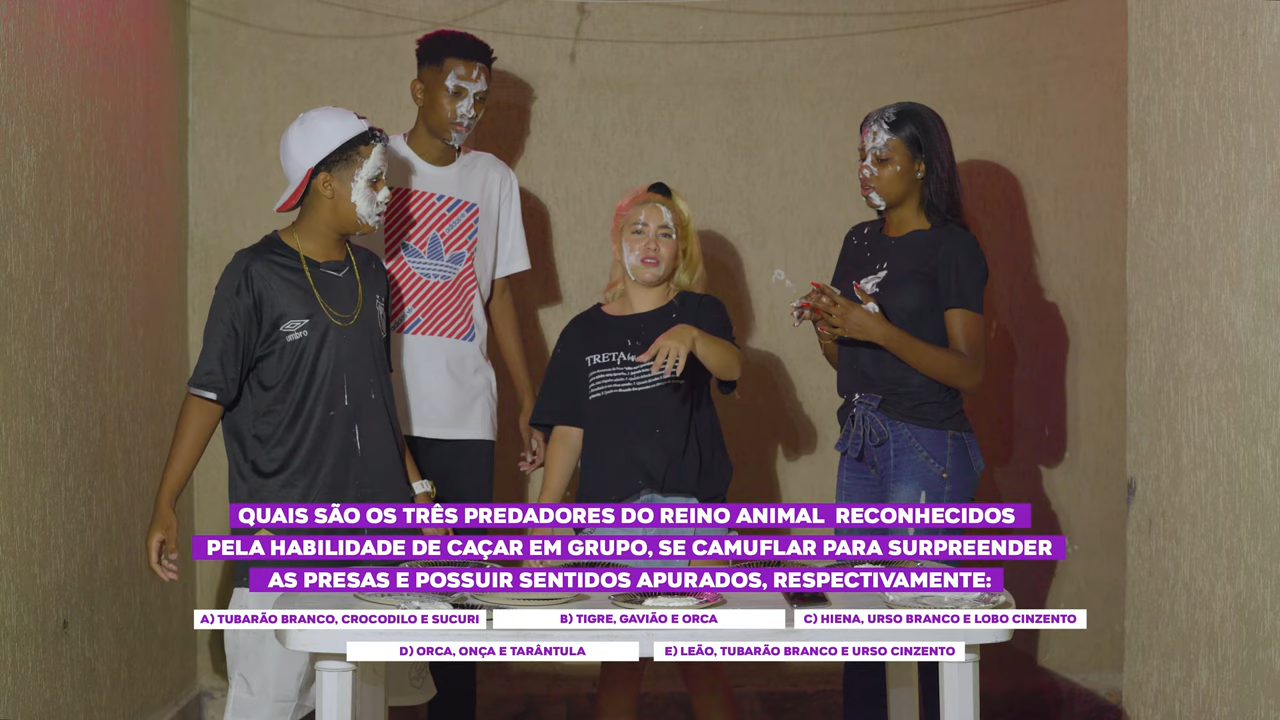 adidas
umbro
TRETA
QUAIS SÃO OS TRÊS PREDADORES DO REINO ANIMAL RECONHECIDOS
PELA HABILIDADE DE CAÇAR EM GRUPO, SE CAMUFLAR PARA SURPREENDER
AS PRESAS E POSSUIR SENTIDOS APURADOS, RESPECTIVAMENTE:
A) TUBARÃO BRANCO, CROCODILO E SUCURI
B) TIGRE, GAVIÃO E ORCA
C) HIENA, URSO BRANCO E LOBO CINZENTO
D) ORCA, ONÇA E TARÂNTULA
E) LEÃO, TUBARÃO BRANCO E URSO CINZENTO